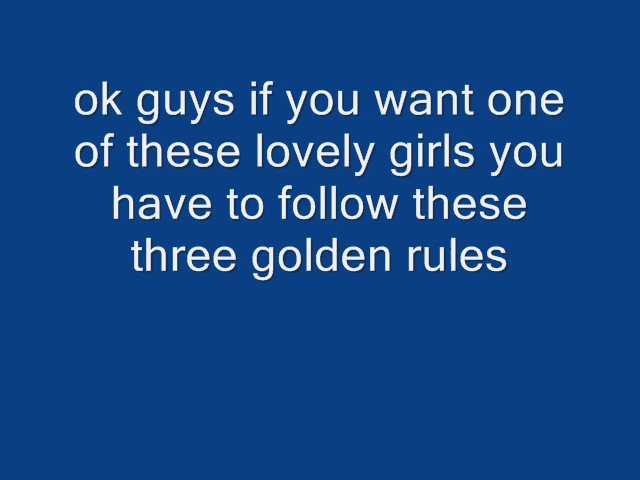 ok guys if you want one
of these lovely girls you
have to follow these
three golden rules